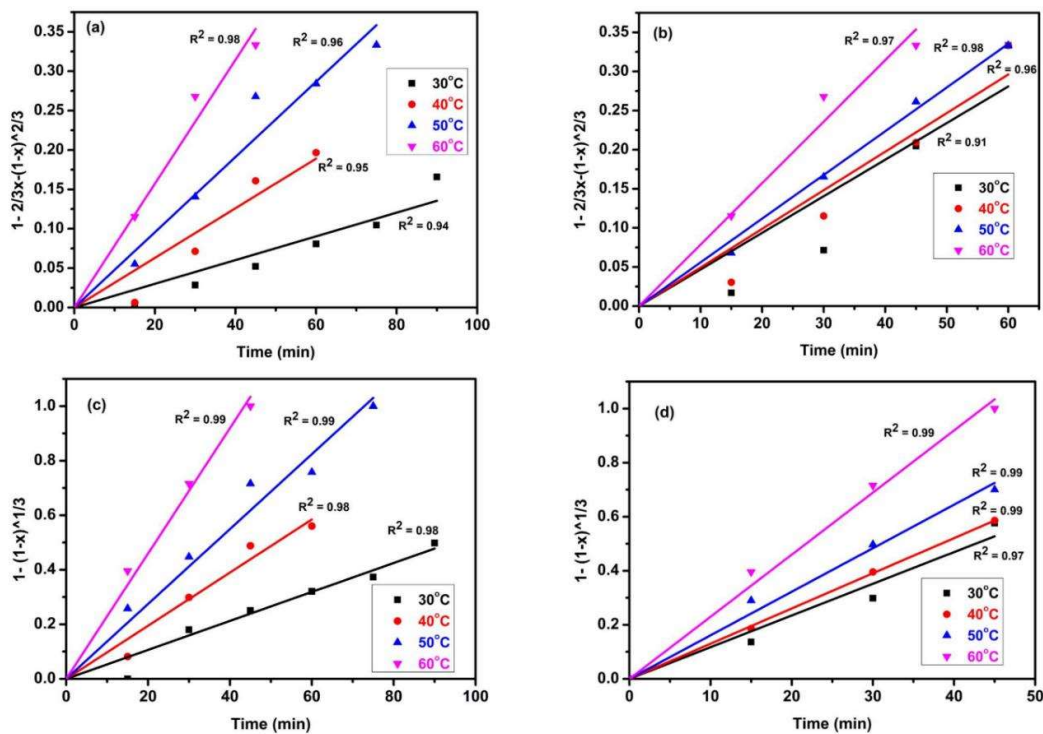 (a)
R² = 0.98
R² = 0.96
30°C
40°C
50°C
60°C
R² = 0.95
R² = 0.94
1- 2/3x-(1-x)^2/3
0.35
0.30
0.25
0.20
0.15
0.10
0.05
0.00
0 20 40 60 80 100
Time (min)
(b)
R² = 0.97
R² = 0.98
R² = 0.96
R² = 0.91
30°C
40°C
50°C
60°C
1- 2/3x-(1-x)^2/3
0.35
0.30
0.25
0.20
0.15
0.10
0.05
0.00
0 10 20 30 40 50 60
Time (min)
(c)
R² = 0.99
R² = 0.99
R² = 0.98
R² = 0.98
30°C
40°C
50°C
60°C
1- (1-x)^1/3
1.0
0.8
0.6
0.4
0.2
0.0
0 20 40 60 80 100
Time (min)
(d)
R² = 0.99
R² = 0.99
R² = 0.99
R² = 0.97
30°C
40°C
50°C
60°C
1- (1-x)^1/3
1.0
0.8
0.6
0.4
0.2
0.0
0 10 20 30 40 50
Time (min)